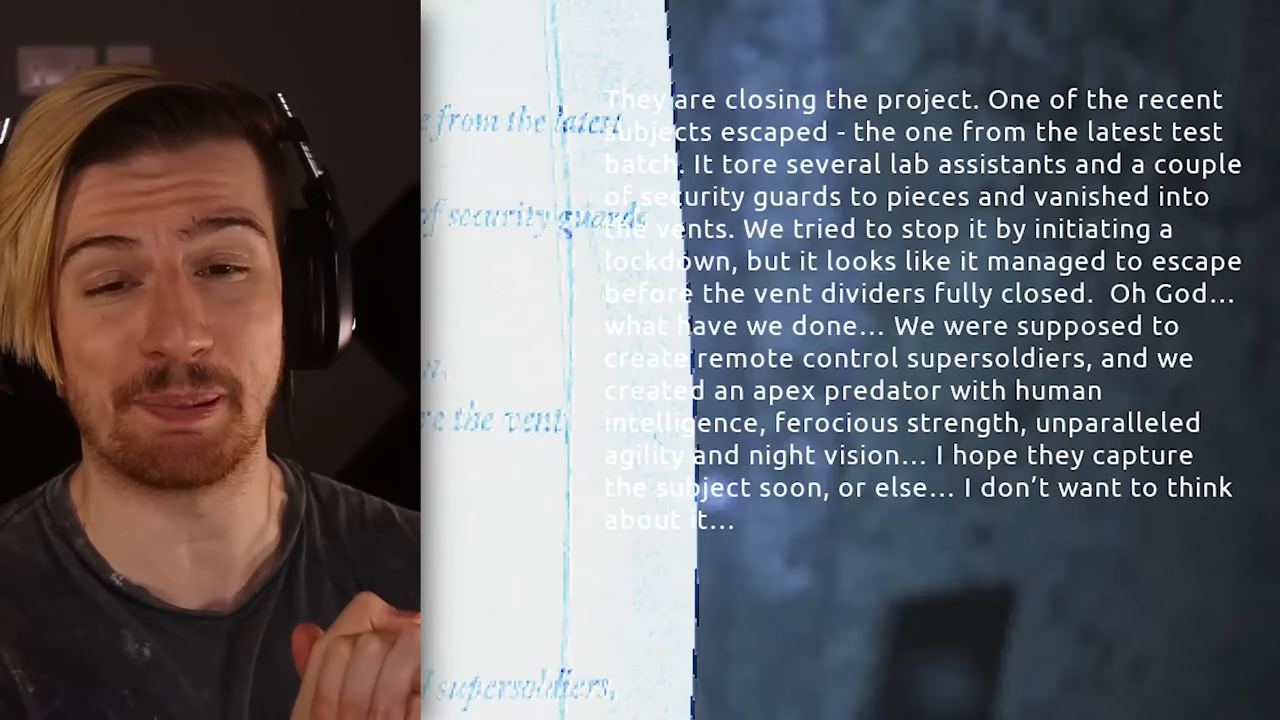 They are closing the project. One of the recent
subjects escaped - the one from the latest test
batch. It tore several lab assistants and a couple
of security guards to pieces and vanished into
the vents. We tried to stop it by initiating a
lockdown, but it looks like it managed to escape
before the vent dividers fully closed.  Oh God...
what have we done... We were supposed to
create remote control supersoldiers, and we
created an apex predator with human
intelligence, ferocious strength, unparalleled
agility and night vision... I hope they capture
the subject soon, or else... I don't want to think
about it...
from the latest
of security guards
the vent
supersoldiers,